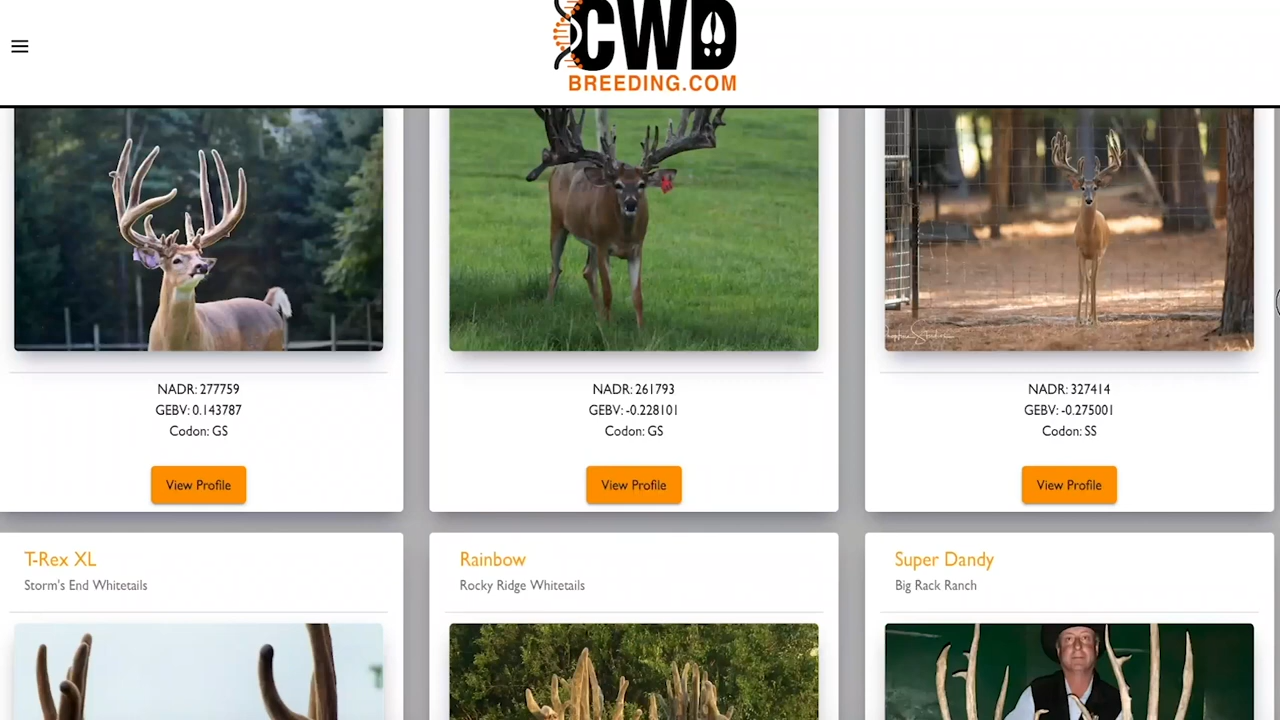 CWD
BREEDING.COM
NADR: 277759
GEBV: 0.143787
Codon: GS
View Profile
NADR: 261793
GEBV: -0.228101
Codon: GS
View Profile
NADR: 327414
GEBV: -0.275001
Codon: SS
View Profile
T-Rex XL
Storm's End Whitetails
Rainbow
Rocky Ridge Whitetails
Super Dandy
Big Rack Ranch